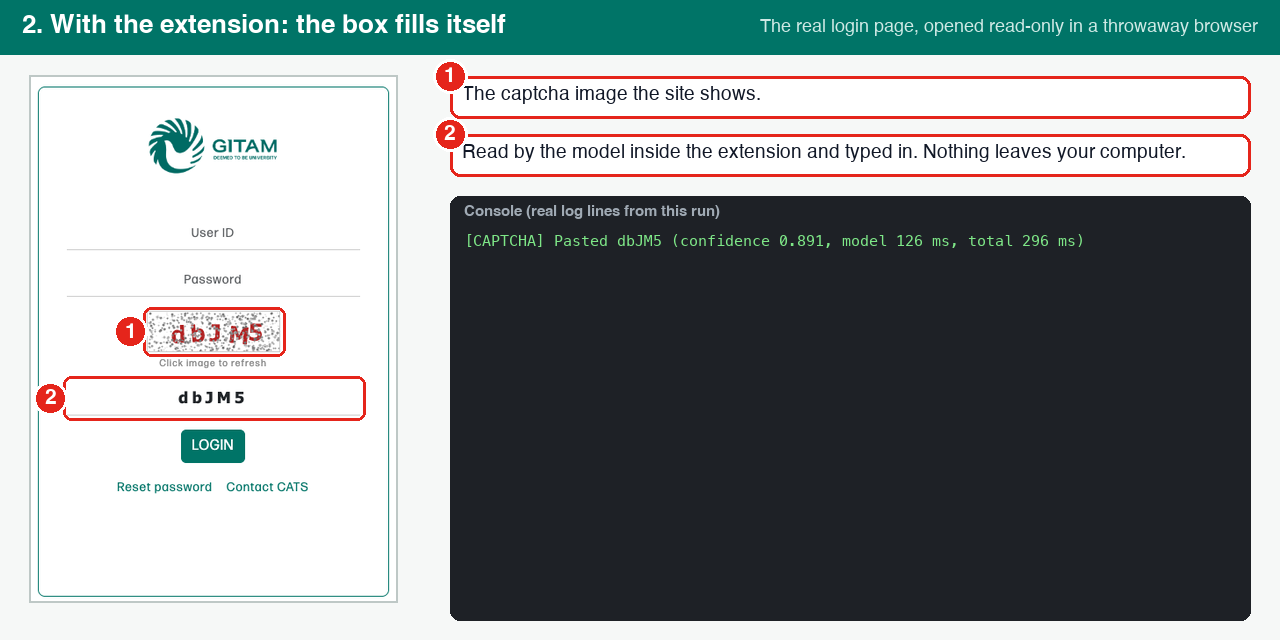 2. With the extension: the box fills itself
The real login page, opened read-only in a throwaway browser
GITAM
DEEMED TO BE UNIVERSITY
User ID
Password
1
dbJMS
Click image to refresh
2
dbJM5
LOGIN
Reset password Contact CATS
1
The captcha image the site shows.
2
Read by the model inside the extension and typed in. Nothing leaves your computer.
Console (real log lines from this run)
[CAPTCHA] Pasted dbJM5 (confidence 0.891, model 126 ms, total 296 ms)